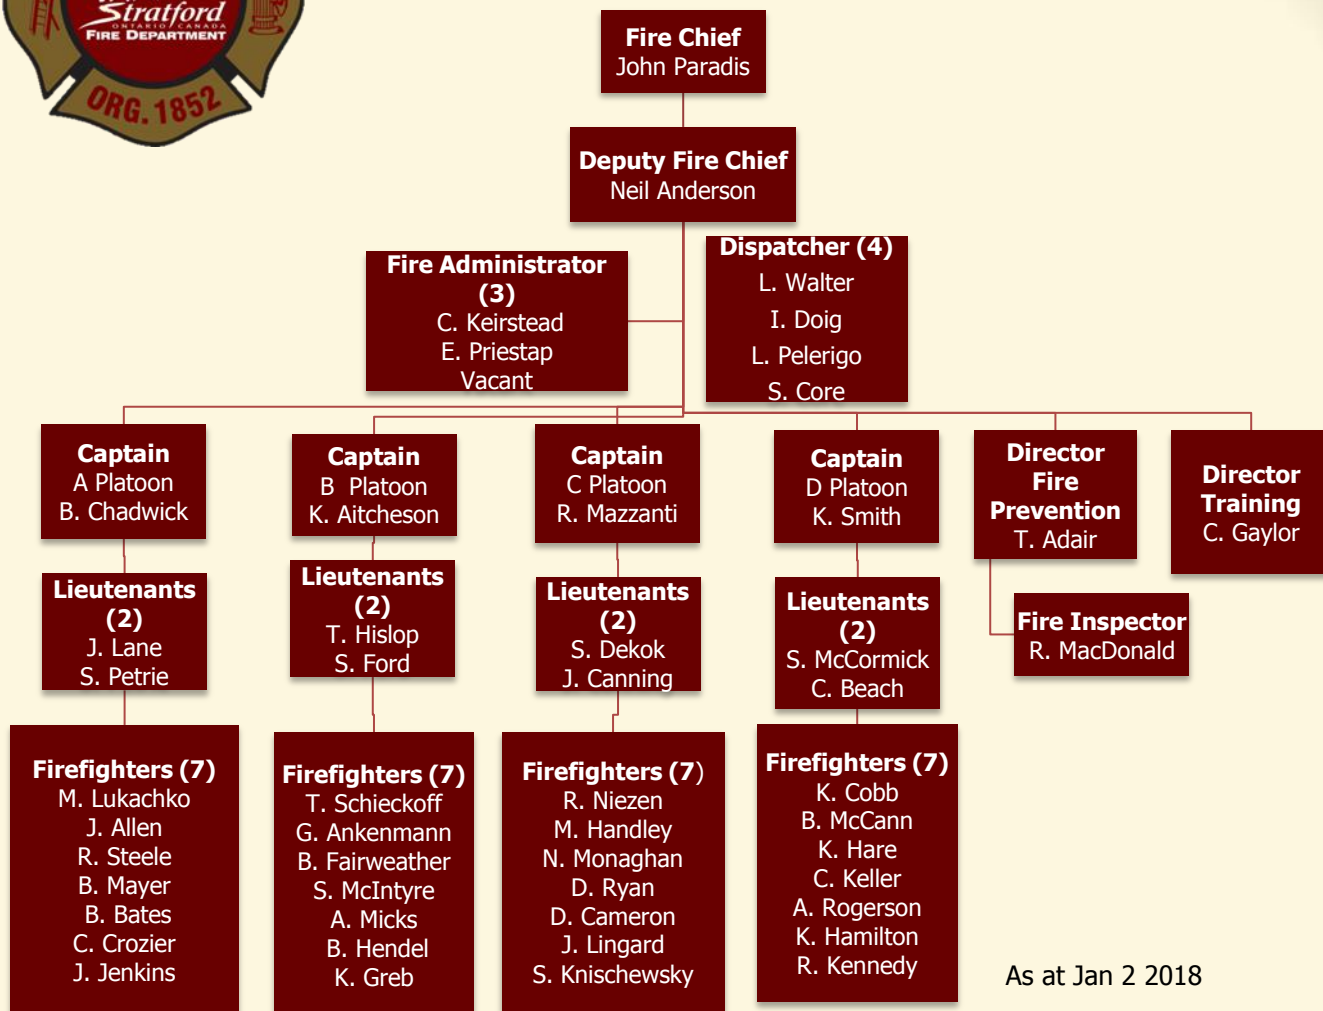 Stratford
ONTARIO CANADA
FIRE DEPARTMENT
ORG. 1852
Fire Chief
John Paradis
Deputy Fire Chief
Neil Anderson
Fire Administrator
(3)
C. Keirstead
E. Priestap
Vacant
Dispatcher (4)
L. Walter
I. Doig
L. Pelerigo
S. Core
Captain
A Platoon
B. Chadwick
Captain
B Platoon
K. Aitcheson
Captain
C Platoon
R. Mazzanti
Captain
D Platoon
K. Smith
Director
Fire
Prevention
T. Adair
Director
Training
C. Gaylor
Lieutenants
(2)
J. Lane
S. Petrie
Lieutenants
(2)
T. Hislop
S. Ford
Lieutenants
(2)
S. Dekok
J. Canning
Lieutenants
(2)
S. McCormick
C. Beach
Fire Inspector
R. MacDonald
Firefighters (7)
M. Lukachko
J. Allen
R. Steele
B. Mayer
B. Bates
C. Crozier
J. Jenkins
Firefighters (7)
T. Schieckoff
G. Ankenmann
B. Fairweather
S. McIntyre
A. Micks
B. Hendel
K. Greb
Firefighters (7)
R. Niezen
M. Handley
N. Monaghan
D. Ryan
D. Cameron
J. Lingard
S. Knischewsky
Firefighters (7)
K. Cobb
B. McCann
K. Hare
C. Keller
A. Rogerson
K. Hamilton
R. Kennedy
As at Jan 2 2018